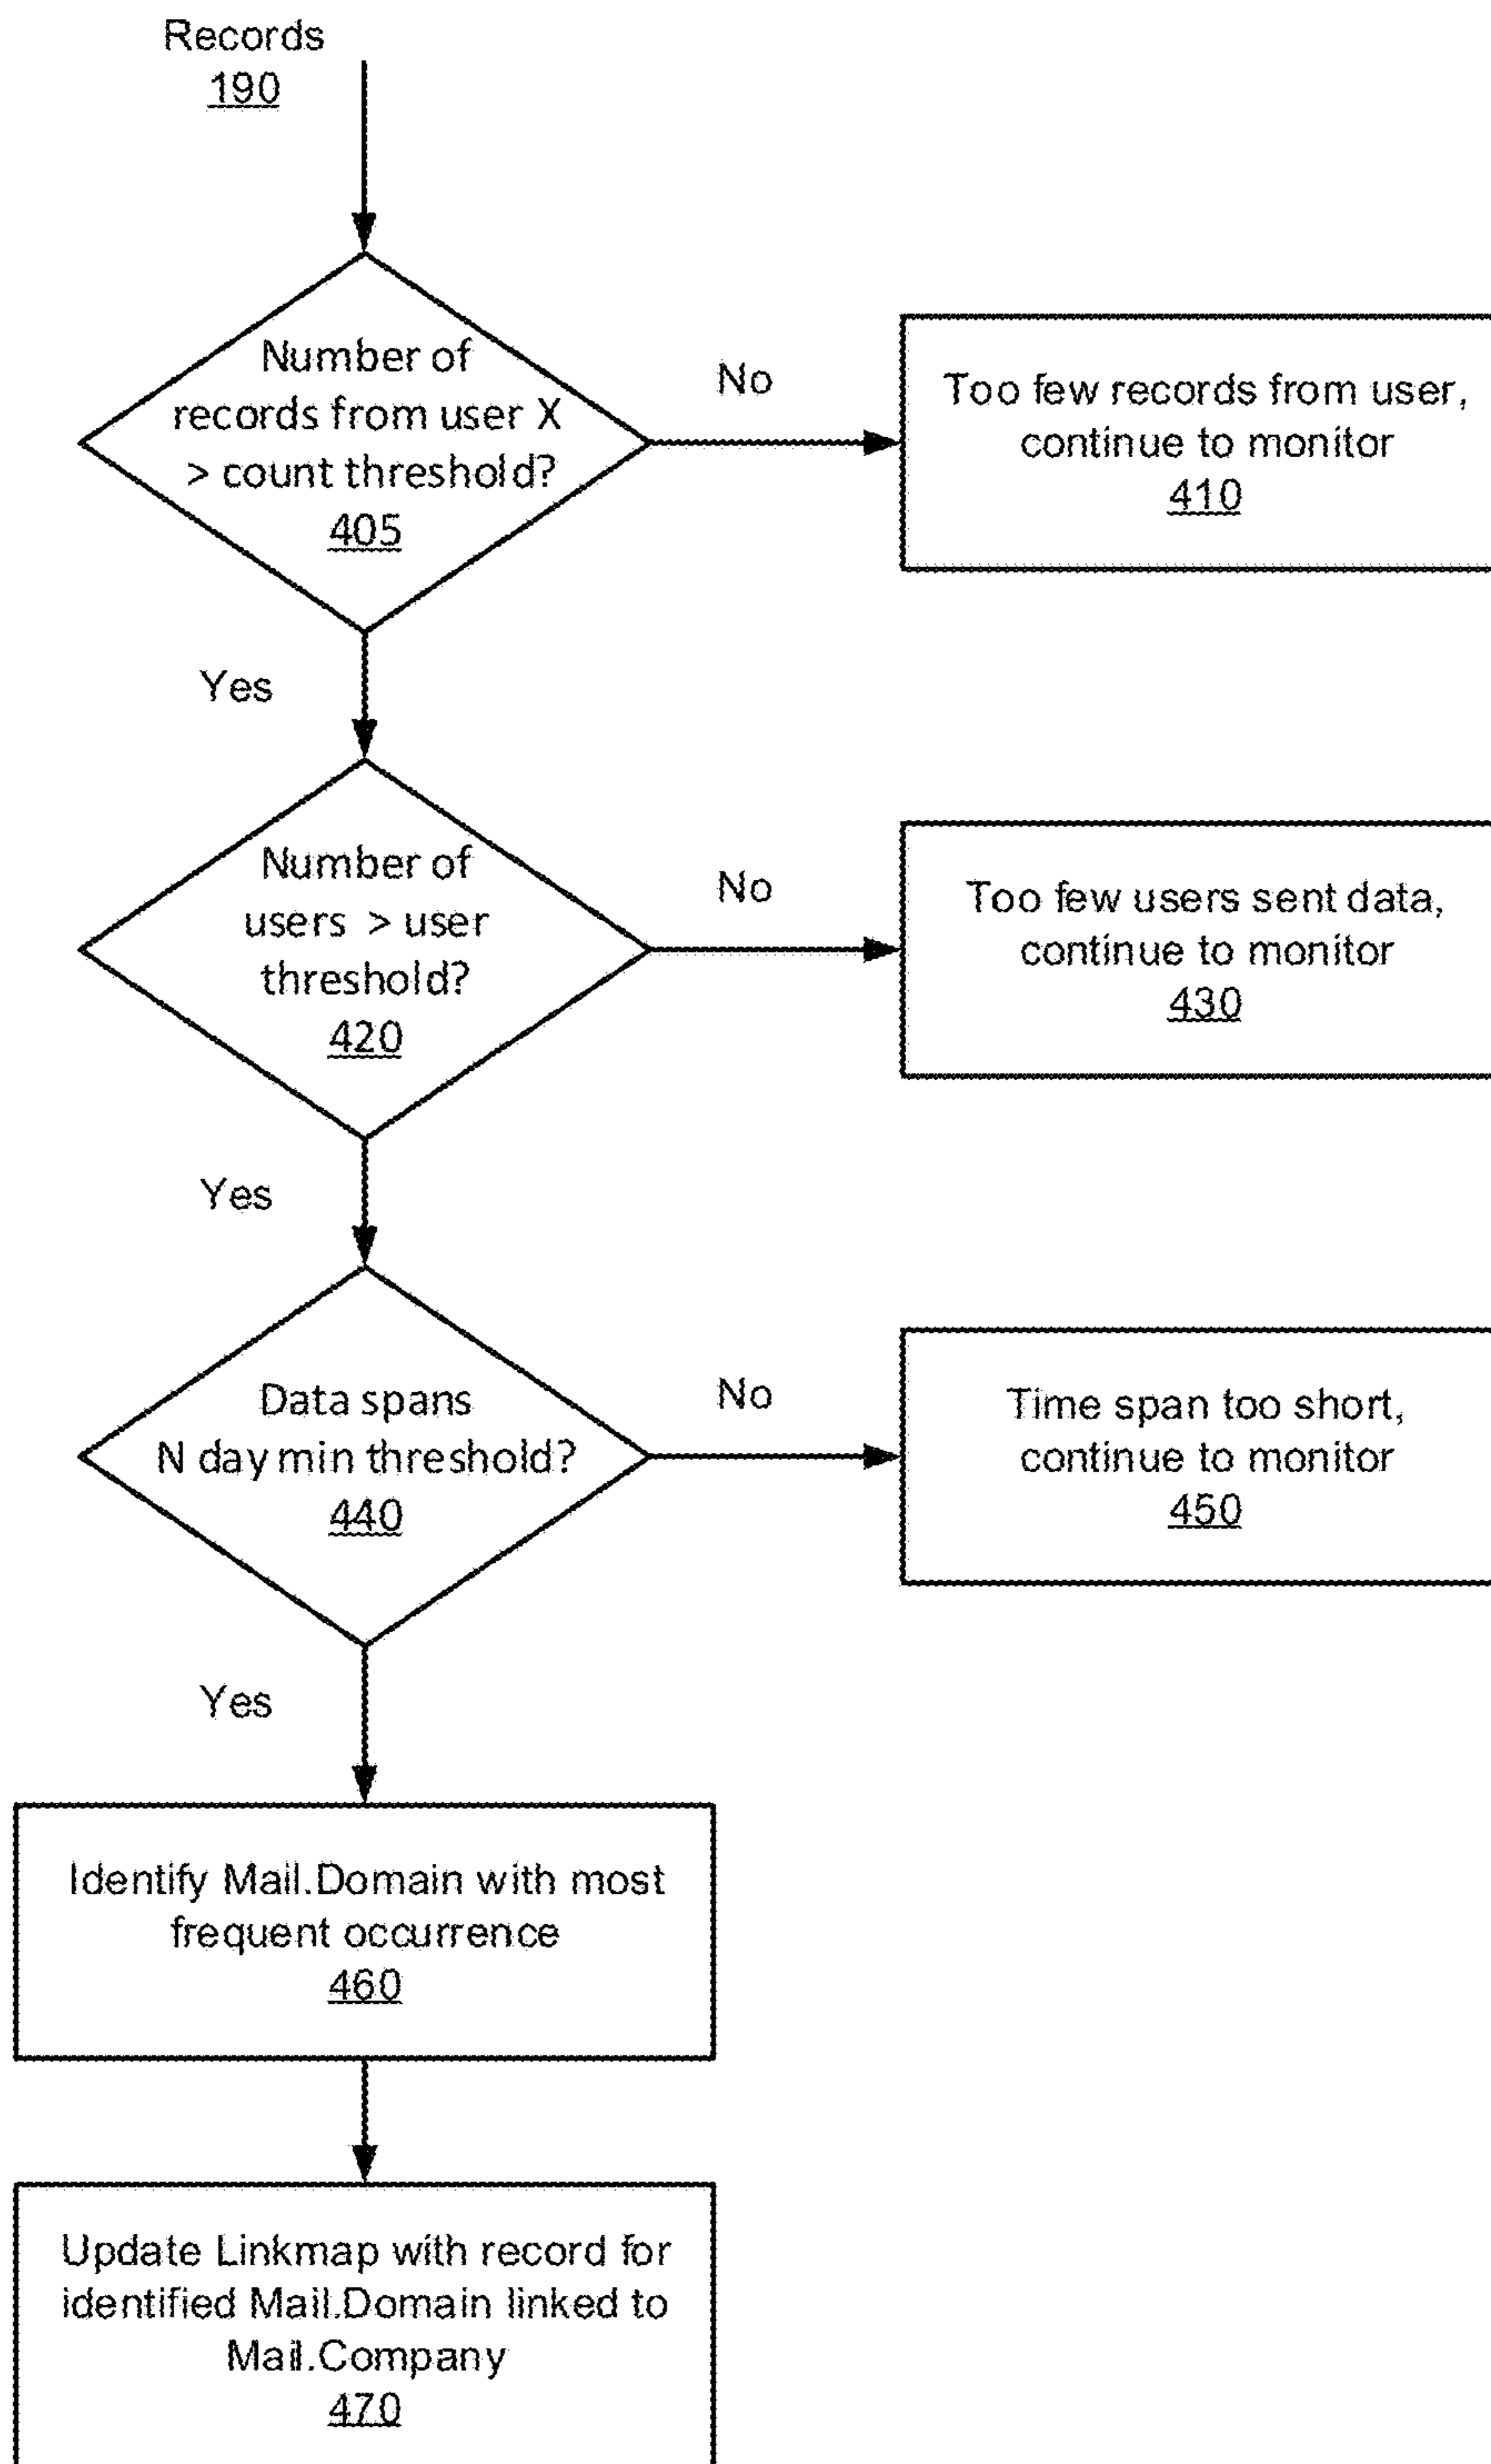 Records
190
Number of
records from user X
> count threshold?
405
No
Too few records from user,
continue to monitor
410
Yes
Number of
users > user
threshold?
420
No
Too few users sent data,
continue to monitor
430
Yes
Data spans
N day min threshold?
440
No
Time span too short,
continue to monitor
450
Yes
Identify Mail.Domain with most
frequent occurrence
460
Update Linkmap with record for
identified Mail.Domain linked to
Mail.Company
470